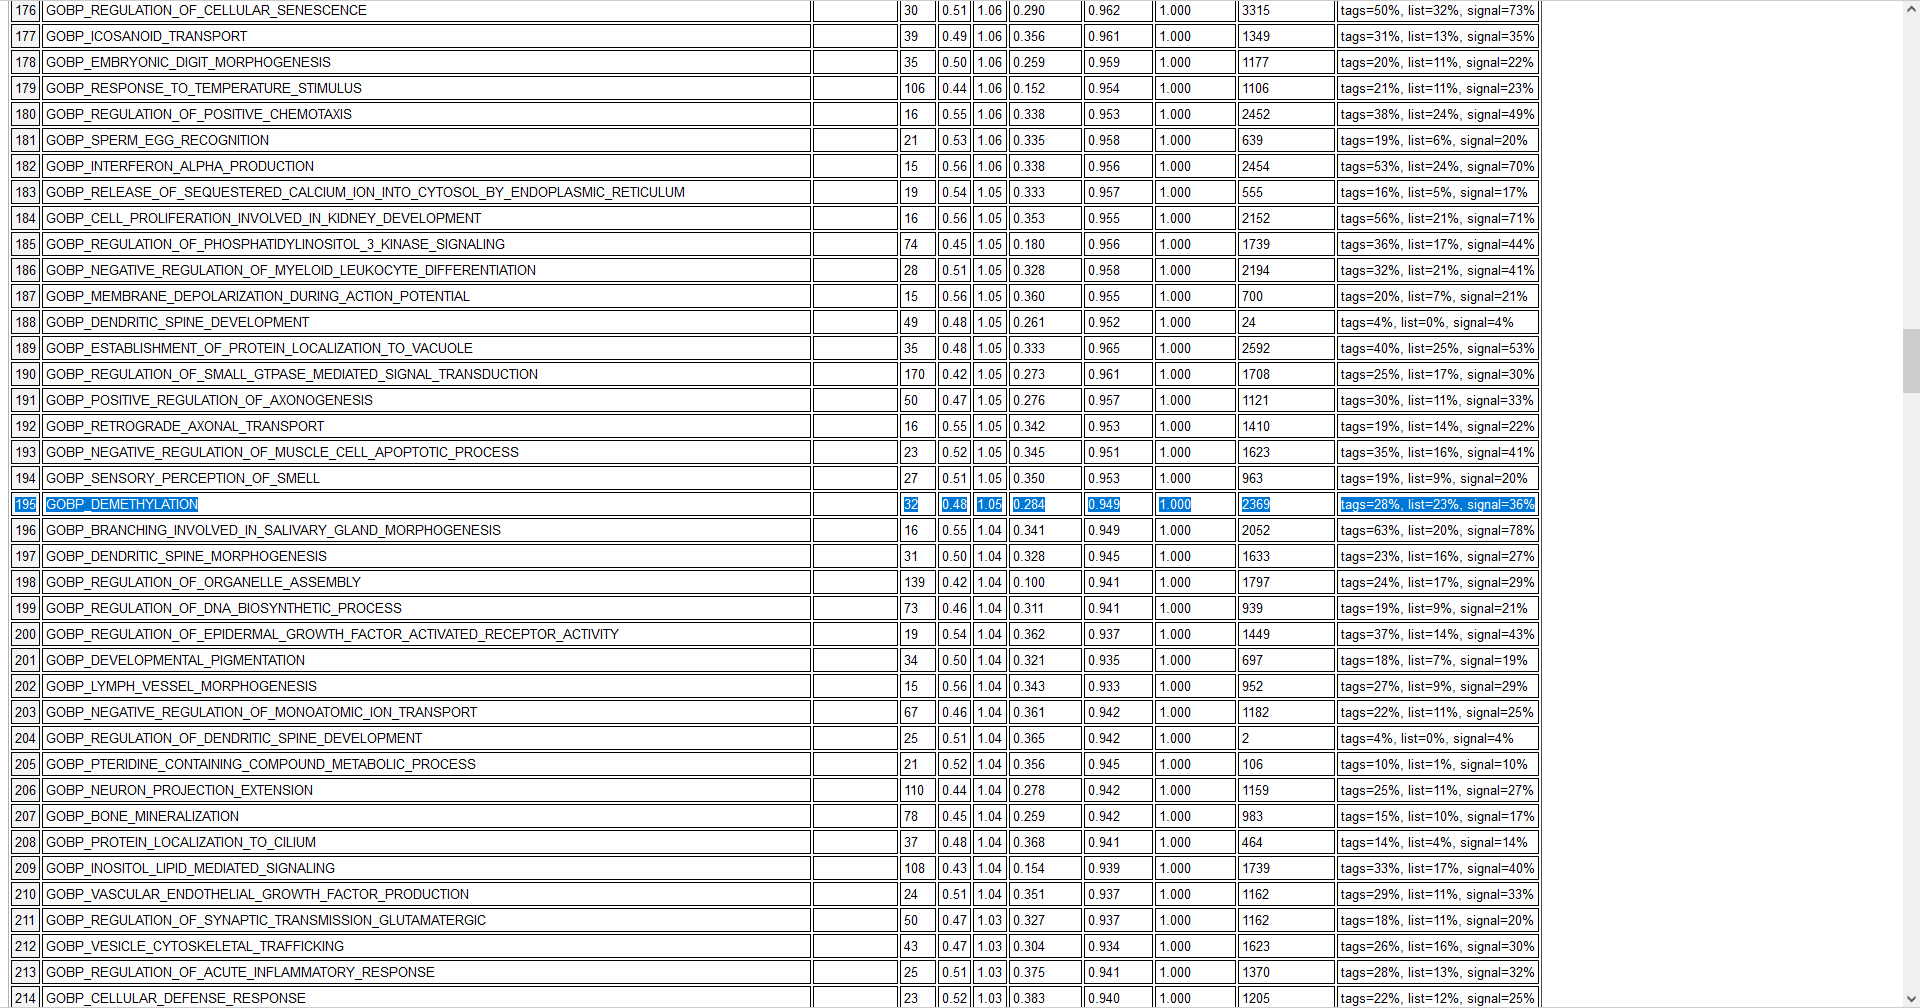 176 GOBP_REGULATION_OF_CELLULAR_SENESCENCE 30 0.51 1.06 0.290 0.962 1.000 3315 tags=50%, list=32%, signal=73%
177 GOBP_ICOSANOID_TRANSPORT 39 0.49 1.06 0.356 0.961 1.000 1349 tags=31%, list=13%, signal=35%
178 GOBP_EMBRYONIC_DIGIT_MORPHOGENESIS 35 0.50 1.06 0.259 0.959 1.000 1177 tags=20%, list=11%, signal=22%
179 GOBP_RESPONSE_TO_TEMPERATURE_STIMULUS 106 0.44 1.06 0.152 0.954 1.000 1106 tags=21%, list=11%, signal=23%
180 GOBP_REGULATION_OF_POSITIVE_CHEMOTAXIS 16 0.55 1.06 0.338 0.953 1.000 2452 tags=38%, list=24%, signal=49%
181 GOBP_SPERM_EGG_RECOGNITION 21 0.53 1.06 0.335 0.958 1.000 639 tags=19%, list=6%, signal=20%
182 GOBP_INTERFERON_ALPHA_PRODUCTION 15 0.56 1.06 0.338 0.956 1.000 2454 tags=53%, list=24%, signal=70%
183 GOBP_RELEASE_OF_SEQUESTERED_CALCIUM_ION_INTO_CYTOSOL_BY_ENDOPLASMIC_RETICULUM 19 0.54 1.05 0.333 0.957 1.000 555 tags=16%, list=5%, signal=17%
184 GOBP_CELL_PROLIFERATION_INVOLVED_IN_KIDNEY_DEVELOPMENT 16 0.56 1.05 0.353 0.955 1.000 2152 tags=56%, list=21%, signal=71%
185 GOBP_REGULATION_OF_PHOSPHATIDYLINOSITOL_3_KINASE_SIGNALING 74 0.45 1.05 0.180 0.956 1.000 1739 tags=36%, list=17%, signal=44%
186 GOBP_NEGATIVE_REGULATION_OF_MYELOID_LEUKOCYTE_DIFFERENTIATION 28 0.51 1.05 0.328 0.958 1.000 2194 tags=32%, list=21%, signal=41%
187 GOBP_MEMBRANE_DEPOLARIZATION_DURING_ACTION_POTENTIAL 15 0.56 1.05 0.360 0.955 1.000 700 tags=20%, list=7%, signal=21%
188 GOBP_DENDRITIC_SPINE_DEVELOPMENT 49 0.48 1.05 0.261 0.952 1.000 24 tags=4%, list=0%, signal=4%
189 GOBP_ESTABLISHMENT_OF_PROTEIN_LOCALIZATION_TO_VACUOLE 35 0.48 1.05 0.333 0.965 1.000 2592 tags=40%, list=25%, signal=53%
190 GOBP_REGULATION_OF_SMALL_GTPASE_MEDIATED_SIGNAL_TRANSDUCTION 170 0.42 1.05 0.273 0.961 1.000 1708 tags=25%, list=17%, signal=30%
191 GOBP_POSITIVE_REGULATION_OF_AXONOGENESIS 50 0.47 1.05 0.276 0.957 1.000 1121 tags=30%, list=11%, signal=33%
192 GOBP_RETROGRADE_AXONAL_TRANSPORT 16 0.55 1.05 0.342 0.953 1.000 1410 tags=19%, list=14%, signal=22%
193 GOBP_NEGATIVE_REGULATION_OF_MUSCLE_CELL_APOPTOTIC_PROCESS 23 0.52 1.05 0.345 0.951 1.000 1623 tags=35%, list=16%, signal=41%
194 GOBP_SENSORY_PERCEPTION_OF_SMELL 27 0.51 1.05 0.350 0.953 1.000 963 tags=19%, list=9%, signal=20%
195 GOBP_DEMETHYLATION 32 0.48 1.05 0.284 0.949 1.000 2369 tags=28%, list=23%, signal=36%
196 GOBP_BRANCHING_INVOLVED_IN_SALIVARY_GLAND_MORPHOGENESIS 16 0.55 1.04 0.341 0.949 1.000 2052 tags=63%, list=20%, signal=78%
197 GOBP_DENDRITIC_SPINE_MORPHOGENESIS 31 0.50 1.04 0.328 0.945 1.000 1633 tags=23%, list=16%, signal=27%
198 GOBP_REGULATION_OF_ORGANELLE_ASSEMBLY 139 0.42 1.04 0.100 0.941 1.000 1797 tags=24%, list=17%, signal=29%
199 GOBP_REGULATION_OF_DNA_BIOSYNTHETIC_PROCESS 73 0.46 1.04 0.311 0.941 1.000 939 tags=19%, list=9%, signal=21%
200 GOBP_REGULATION_OF_EPIDERMAL_GROWTH_FACTOR_ACTIVATED_RECEPTOR_ACTIVITY 19 0.54 1.04 0.362 0.937 1.000 1449 tags=37%, list=14%, signal=43%
201 GOBP_DEVELOPMENTAL_PIGMENTATION 34 0.50 1.04 0.321 0.935 1.000 697 tags=18%, list=7%, signal=19%
202 GOBP_LYMPH_VESSEL_MORPHOGENESIS 15 0.56 1.04 0.343 0.933 1.000 952 tags=27%, list=9%, signal=29%
203 GOBP_NEGATIVE_REGULATION_OF_MONOATOMIC_ION_TRANSPORT 67 0.46 1.04 0.361 0.942 1.000 1182 tags=22%, list=11%, signal=25%
204 GOBP_REGULATION_OF_DENDRITIC_SPINE_DEVELOPMENT 25 0.51 1.04 0.365 0.942 1.000 2 tags=4%, list=0%, signal=4%
205 GOBP_PTERIDINE_CONTAINING_COMPOUND_METABOLIC_PROCESS 21 0.52 1.04 0.356 0.945 1.000 106 tags=10%, list=1%, signal=10%
206 GOBP_NEURON_PROJECTION_EXTENSION 110 0.44 1.04 0.278 0.942 1.000 1159 tags=25%, list=11%, signal=27%
207 GOBP_BONE_MINERALIZATION 78 0.45 1.04 0.259 0.942 1.000 983 tags=15%, list=10%, signal=17%
208 GOBP_PROTEIN_LOCALIZATION_TO_CILIUM 37 0.48 1.04 0.368 0.941 1.000 464 tags=14%, list=4%, signal=14%
209 GOBP_INOSITOL_LIPID_MEDIATED_SIGNALING 108 0.43 1.04 0.154 0.939 1.000 1739 tags=33%, list=17%, signal=40%
210 GOBP_VASCULAR_ENDOTHELIAL_GROWTH_FACTOR_PRODUCTION 24 0.51 1.04 0.351 0.937 1.000 1162 tags=29%, list=11%, signal=33%
211 GOBP_REGULATION_OF_SYNAPTIC_TRANSMISSION_GLUTAMATERGIC 50 0.47 1.03 0.327 0.937 1.000 1162 tags=18%, list=11%, signal=20%
212 GOBP_VESICLE_CYTOSKELETAL_TRAFFICKING 43 0.47 1.03 0.304 0.934 1.000 1623 tags=26%, list=16%, signal=30%
213 GOBP_REGULATION_OF_ACUTE_INFLAMMATORY_RESPONSE 25 0.51 1.03 0.375 0.941 1.000 1370 tags=28%, list=13%, signal=32%
214 GOBP_CELLULAR_DEFENSE_RESPONSE 23 0.52 1.03 0.383 0.940 1.000 1205 tags=22%, list=12%, signal=25%